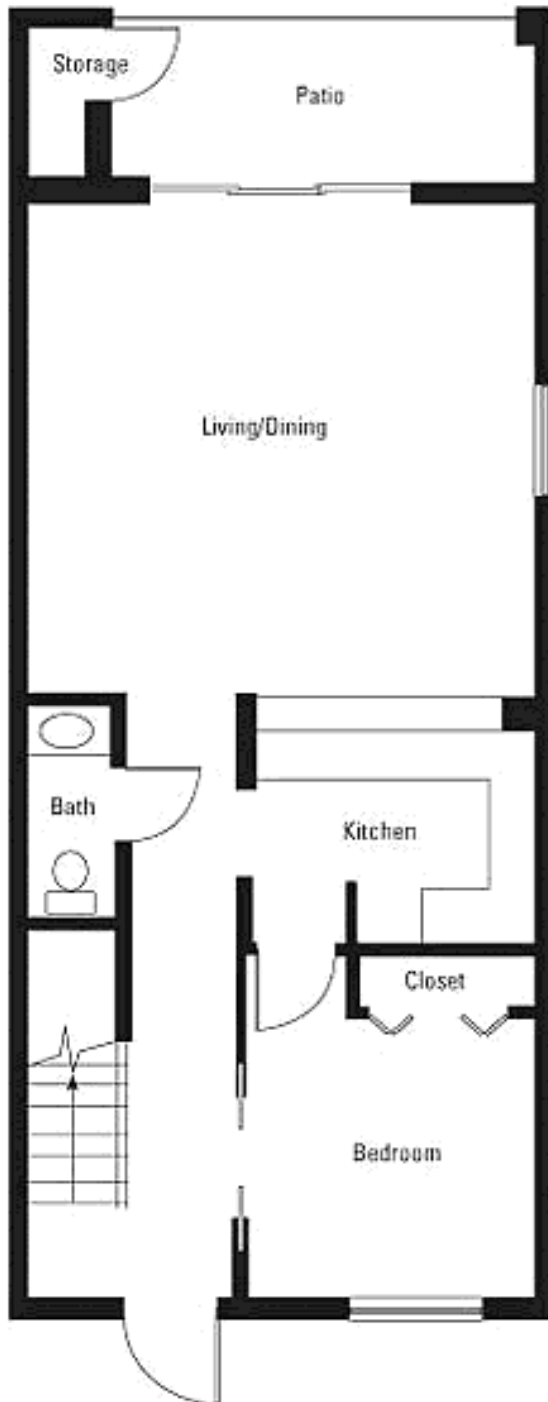 Storage
Patio
Living/Dining
Bath
Kitchen
Closet
Bedroom